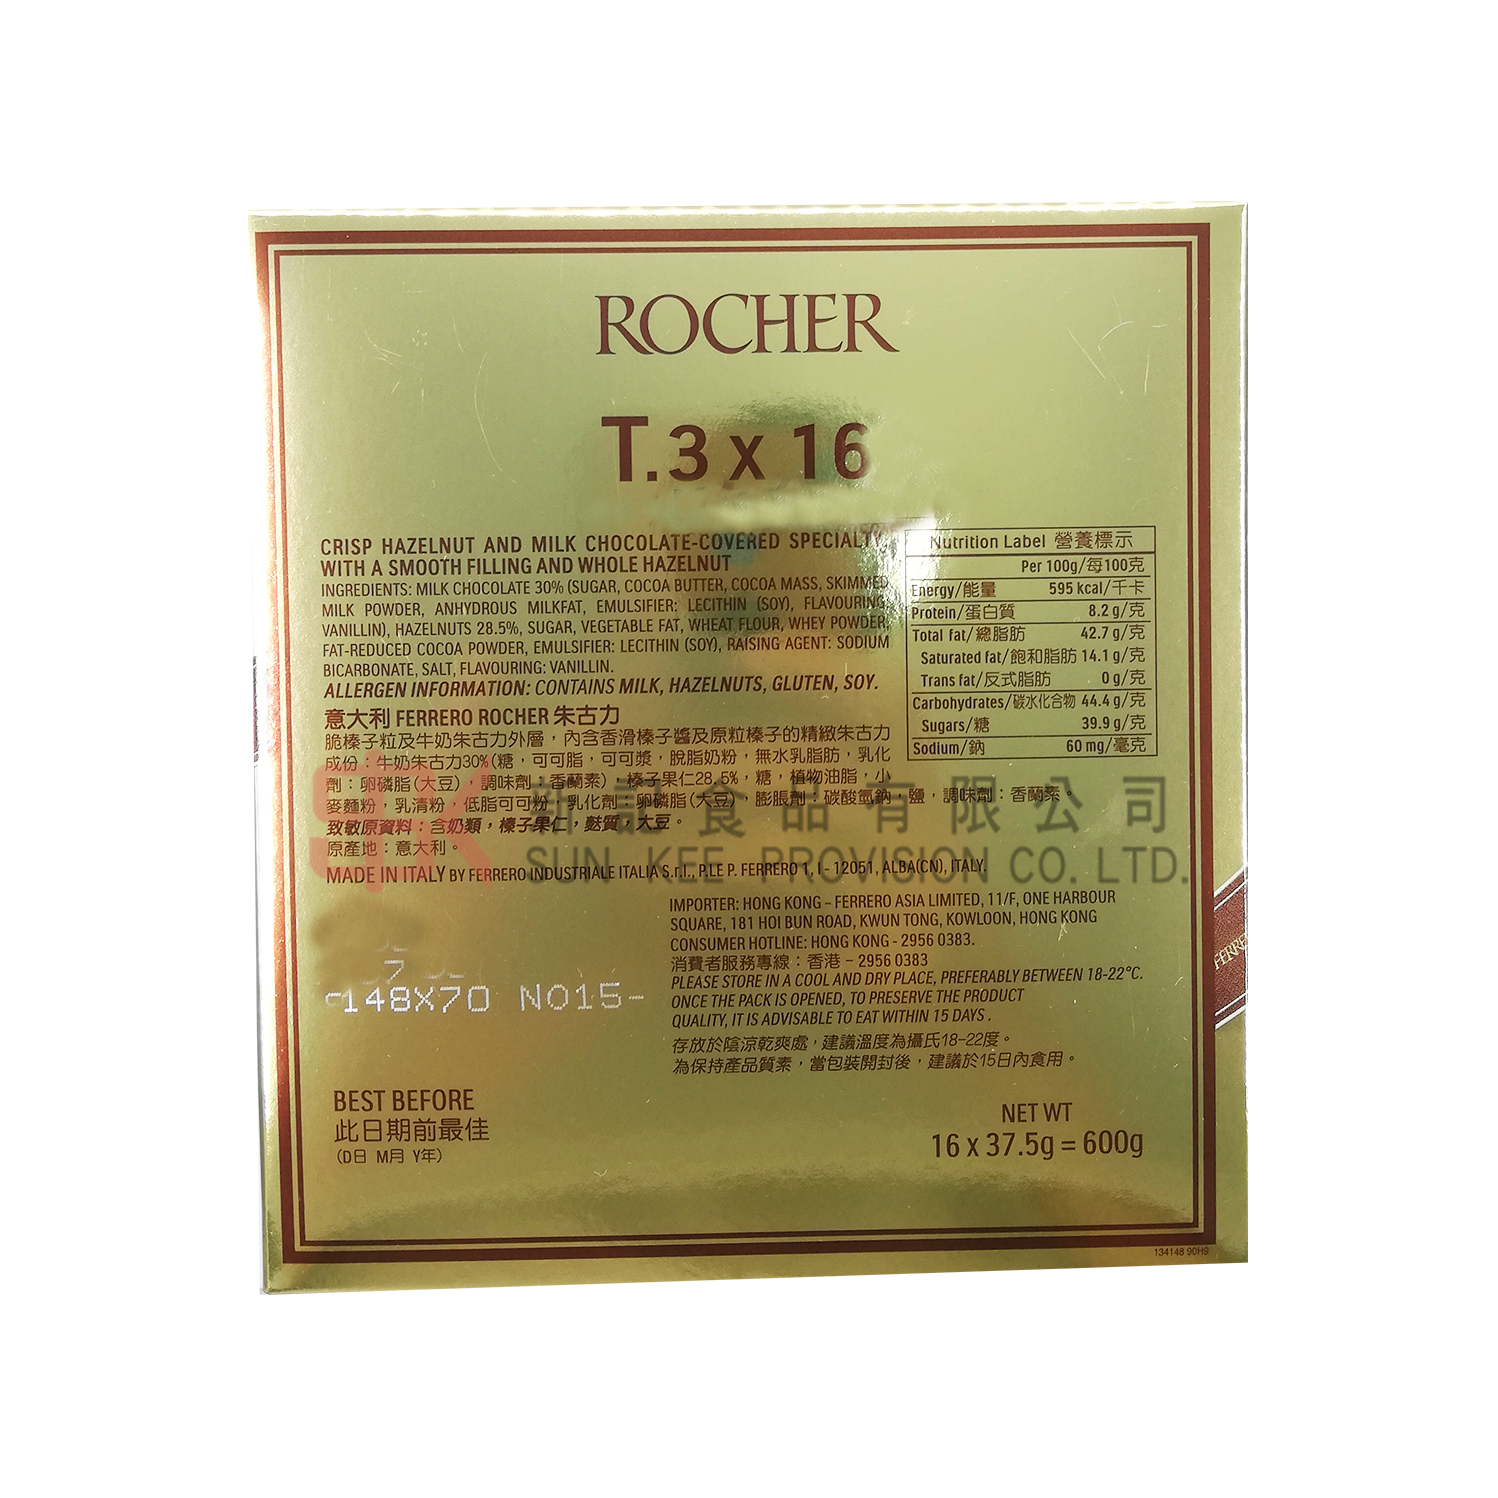 ROCHER
T.3 x 16
CRISP HAZELNUT AND MILK CHOCOLATE-COVERED SPECIALTY
WITH A SMOOTH FILLING AND WHOLE HAZELNUT
INGREDIENTS: MILK CHOCOLATE 30% (SUGAR, COCOA BUTTER, COCOA MASS, SKIMMED
MILK POWDER, ANHYDROUS MILKFAT, EMULSIFIER: LECITHIN (SOY), FLAVOURING:
VANILLIN), HAZELNUTS 28.5%, SUGAR, VEGETABLE FAT, WHEAT FLOUR, WHEY POWDER,
FAT-REDUCED COCOA POWDER, EMULSIFIER: LECITHIN (SOY), RAISING AGENT: SODIUM
BICARBONATE, SALT, FLAVOURING: VANILLIN.
ALLERGEN INFORMATION: CONTAINS MILK, HAZELNUTS, GLUTEN, SOY.
意大利 FERRERO ROCHER 朱古力
脆榛子粒及牛奶朱古力外層，內含香滑榛子醬及原粒榛子的精緻朱古力
成份：牛奶朱古力30%(糖，可可脂，可可漿，脫脂奶粉，無水乳脂肪，乳化
劑：卵磷脂(大豆)，調味劑：香蘭素)，榛子果仁28.5%，糖，植物油脂，小
麥麵粉，乳清粉，低脂可可粉，乳化劑：卵磷脂(大豆)，膨脹劑：碳酸氫鈉，鹽，調味劑：香蘭素。
致敏原資料：含奶類，榛子果仁，麩質，大豆。
原產地：意大利。
MADE IN ITALY BY FERRERO INDUSTRIALE ITALIA S.r.l., P.LE P. FERRERO 1, I - 12051, ALBA(CN), ITALY.
Nutrition Label 營養標示
Per 100g/每100克
Energy/能量 595 kcal/千卡
Protein/蛋白質 8.2 g/克
Total fat/總脂肪 42.7 g/克
Saturated fat/飽和脂肪 14.1 g/克
Trans fat/反式脂肪 0 g/克
Carbohydrates/碳水化合物 44.4 g/克
Sugars/糖 39.9 g/克
Sodium/鈉 60 mg/毫克
SK 新記食品有限公司
SUN KEE PROVISION CO. LTD.
IMPORTER: HONG KONG - FERRERO ASIA LIMITED, 11/F, ONE HARBOUR
SQUARE, 181 HOI BUN ROAD, KWUN TONG, KOWLOON, HONG KONG
CONSUMER HOTLINE: HONG KONG - 2956 0383.
消費者服務專線：香港 - 2956 0383
PLEASE STORE IN A COOL AND DRY PLACE, PREFERABLY BETWEEN 18-22°C.
ONCE THE PACK IS OPENED, TO PRESERVE THE PRODUCT
QUALITY, IT IS ADVISABLE TO EAT WITHIN 15 DAYS .
存放於陰涼乾爽處，建議溫度為攝氏18-22度。
為保持產品質素，當包裝開封後，建議於15日內食用。
148X70 N015-
BEST BEFORE
此日期前最佳
(D日 M月 Y年)
NET WT
16 x 37.5g = 600g
134148 90H9